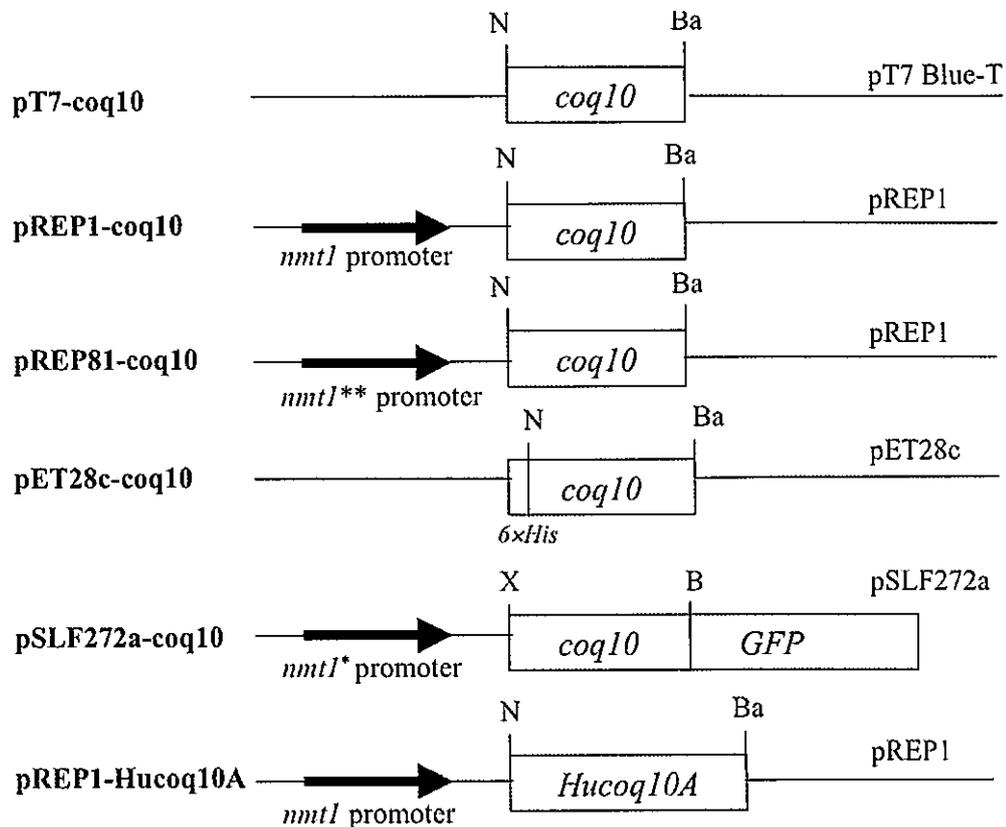 N Ba
pT7-coq10 coq10 pT7 Blue-T
N Ba
pREP1-coq10 coq10 pREP1
nmt1 promoter
N Ba
pREP81-coq10 coq10 pREP1
nmt1** promoter
N Ba
pET28c-coq10 coq10 pET28c
6×His
X B pSLF272a
pSLF272a-coq10 coq10 GFP
nmt1* promoter
N Ba
pREP1-Hucoq10A Hucoq10A pREP1
nmt1 promoter